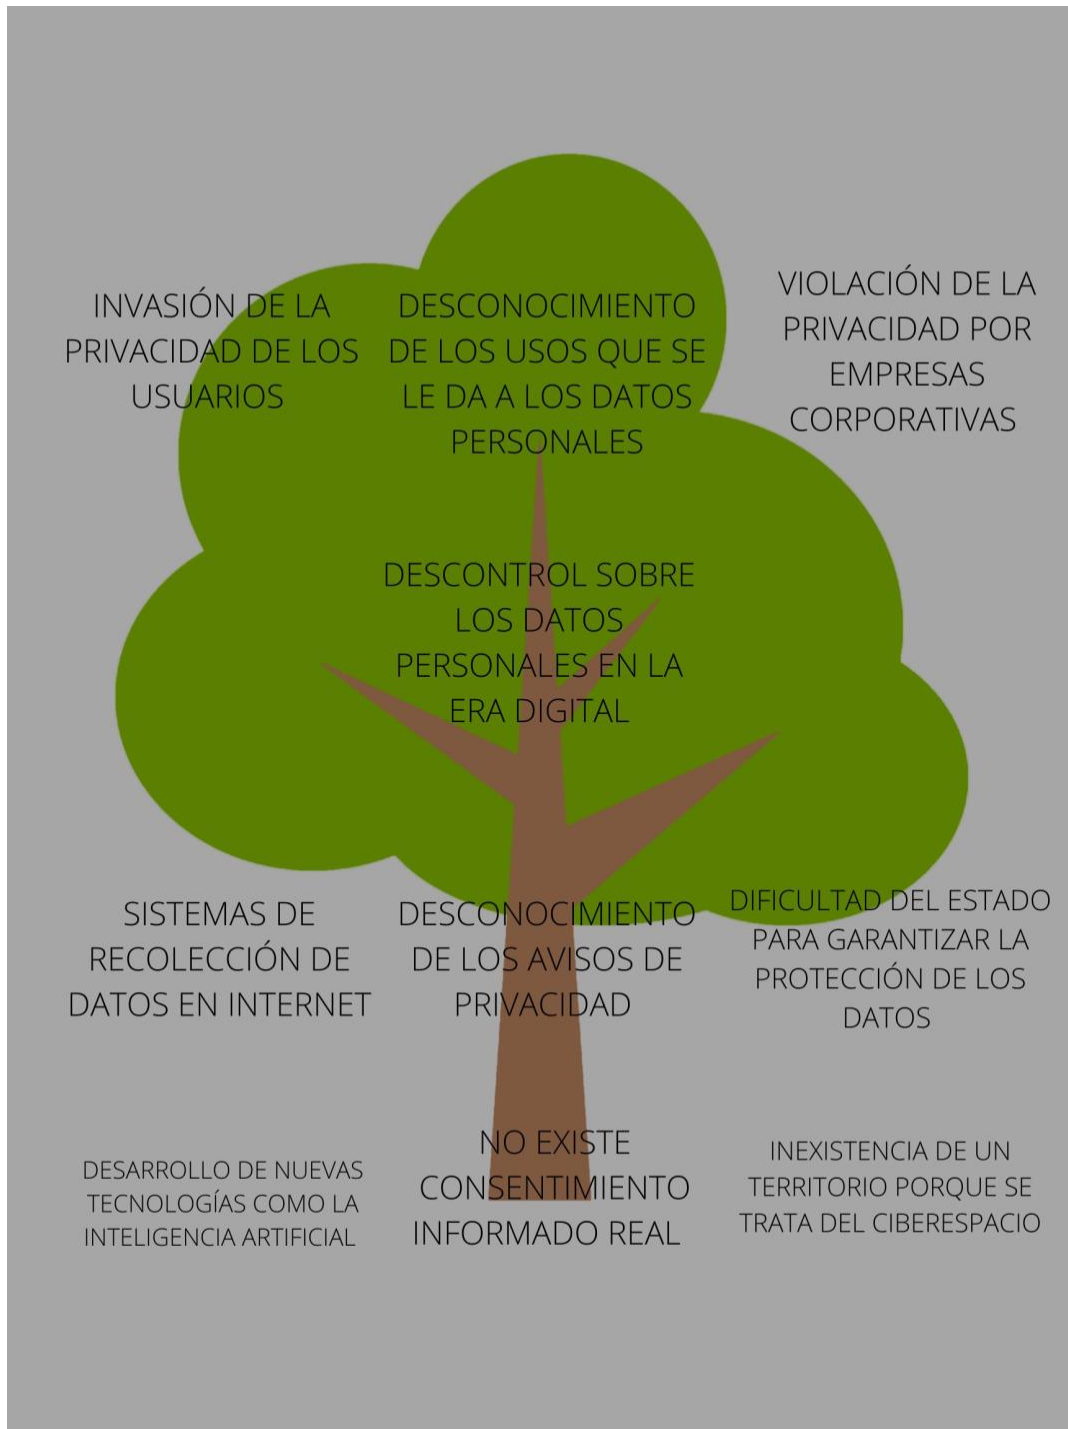 INVASIÓN DE LA
PRIVACIDAD DE LOS
USUARIOS
DESCONOCIMIENTO
DE LOS USOS QUE SE
LE DA A LOS DATOS
PERSONALES
VIOLACIÓN DE LA
PRIVACIDAD POR
EMPRESAS
CORPORATIVAS
DESCONTROL SOBRE
LOS DATOS
PERSONALES EN LA
ERA DIGITAL
SISTEMAS DE
RECOLECCIÓN DE
DATOS EN INTERNET
DESCONOCIMIENTO
DE LOS AVISOS DE
PRIVACIDAD
DIFICULTAD DEL ESTADO
PARA GARANTIZAR LA
PROTECCIÓN DE LOS
DATOS
DESARROLLO DE NUEVAS
TECNOLOGÍAS COMO LA
INTELIGENCIA ARTIFICIAL
NO EXISTE
CONSENTIMIENTO
INFORMADO REAL
INEXISTENCIA DE UN
TERRITORIO PORQUE SE
TRATA DEL CIBERESPACIO